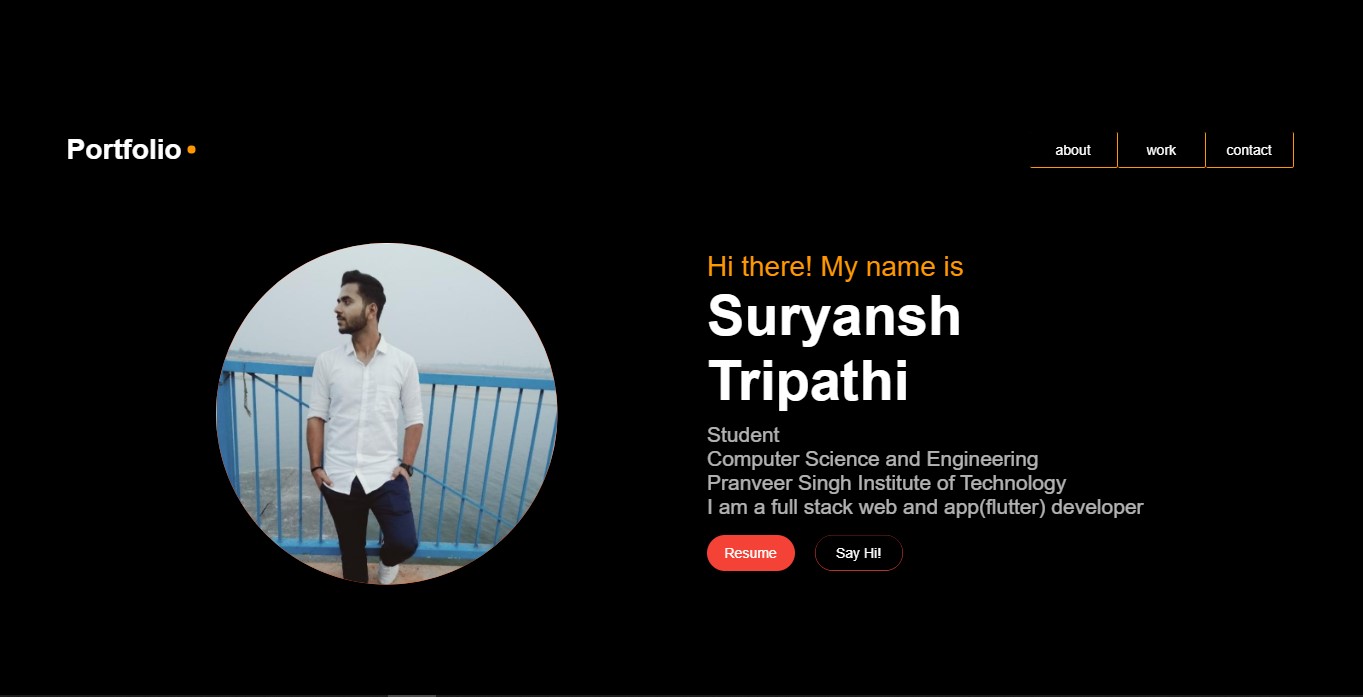 Portfolio
about
work
contact
Hi there! My name is
Suryansh
Tripathi
Student
Computer Science and Engineering
Pranveer Singh Institute of Technology
I am a full stack web and app(flutter) developer
Resume
Say Hi!